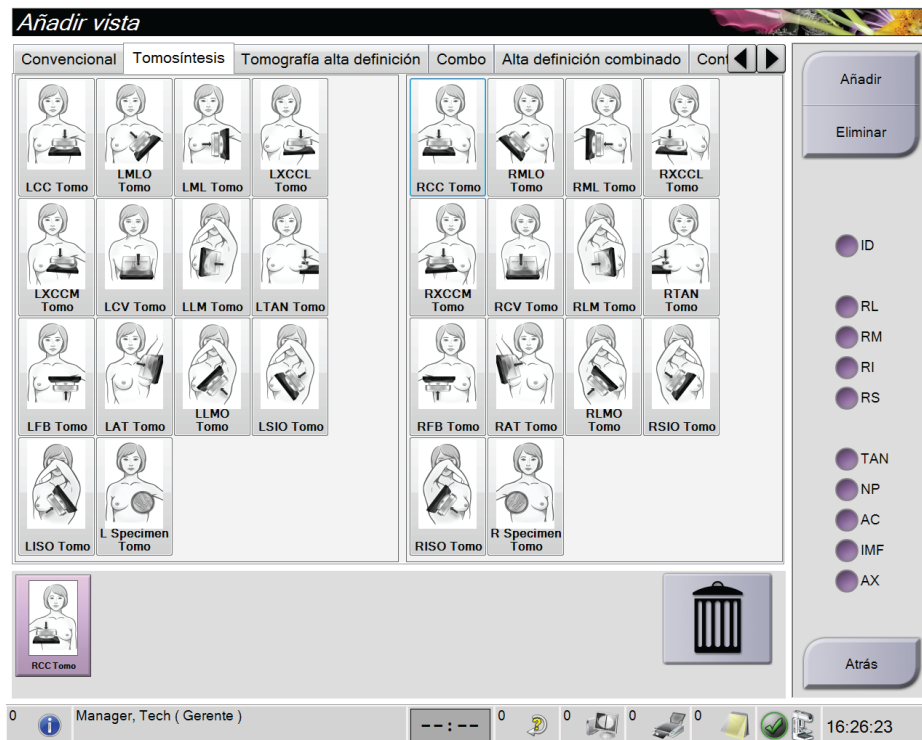 Añadir vista
Convencional
Tomosíntesis
Tomografía alta definición
Combo
Alta definición combinado
Añadir
Eliminar
LCC Tomo
LMLO
Tomo
LML Tomo
LXCCL
Tomo
RCC Tomo
RMLO
Tomo
RML Tomo
RXCCL
Tomo
LXCCM
Tomo
LCV Tomo
LLM Tomo
LTAN Tomo
RXCCM
Tomo
RCV Tomo
RLM Tomo
RTAN
Tomo
LFB Tomo
LAT Tomo
LLMO
Tomo
LSIO Tomo
RFB Tomo
RAT Tomo
RLMO
Tomo
RSIO Tomo
LISO Tomo
L Specimen
Tomo
RISO Tomo
R Specimen
Tomo
ID
RL
RM
RI
RS
TAN
NP
AC
IMF
AX
RCC Tomo
Atrás
0
Manager, Tech ( Gerente )
--:--
0
0
0
0
16:26:23